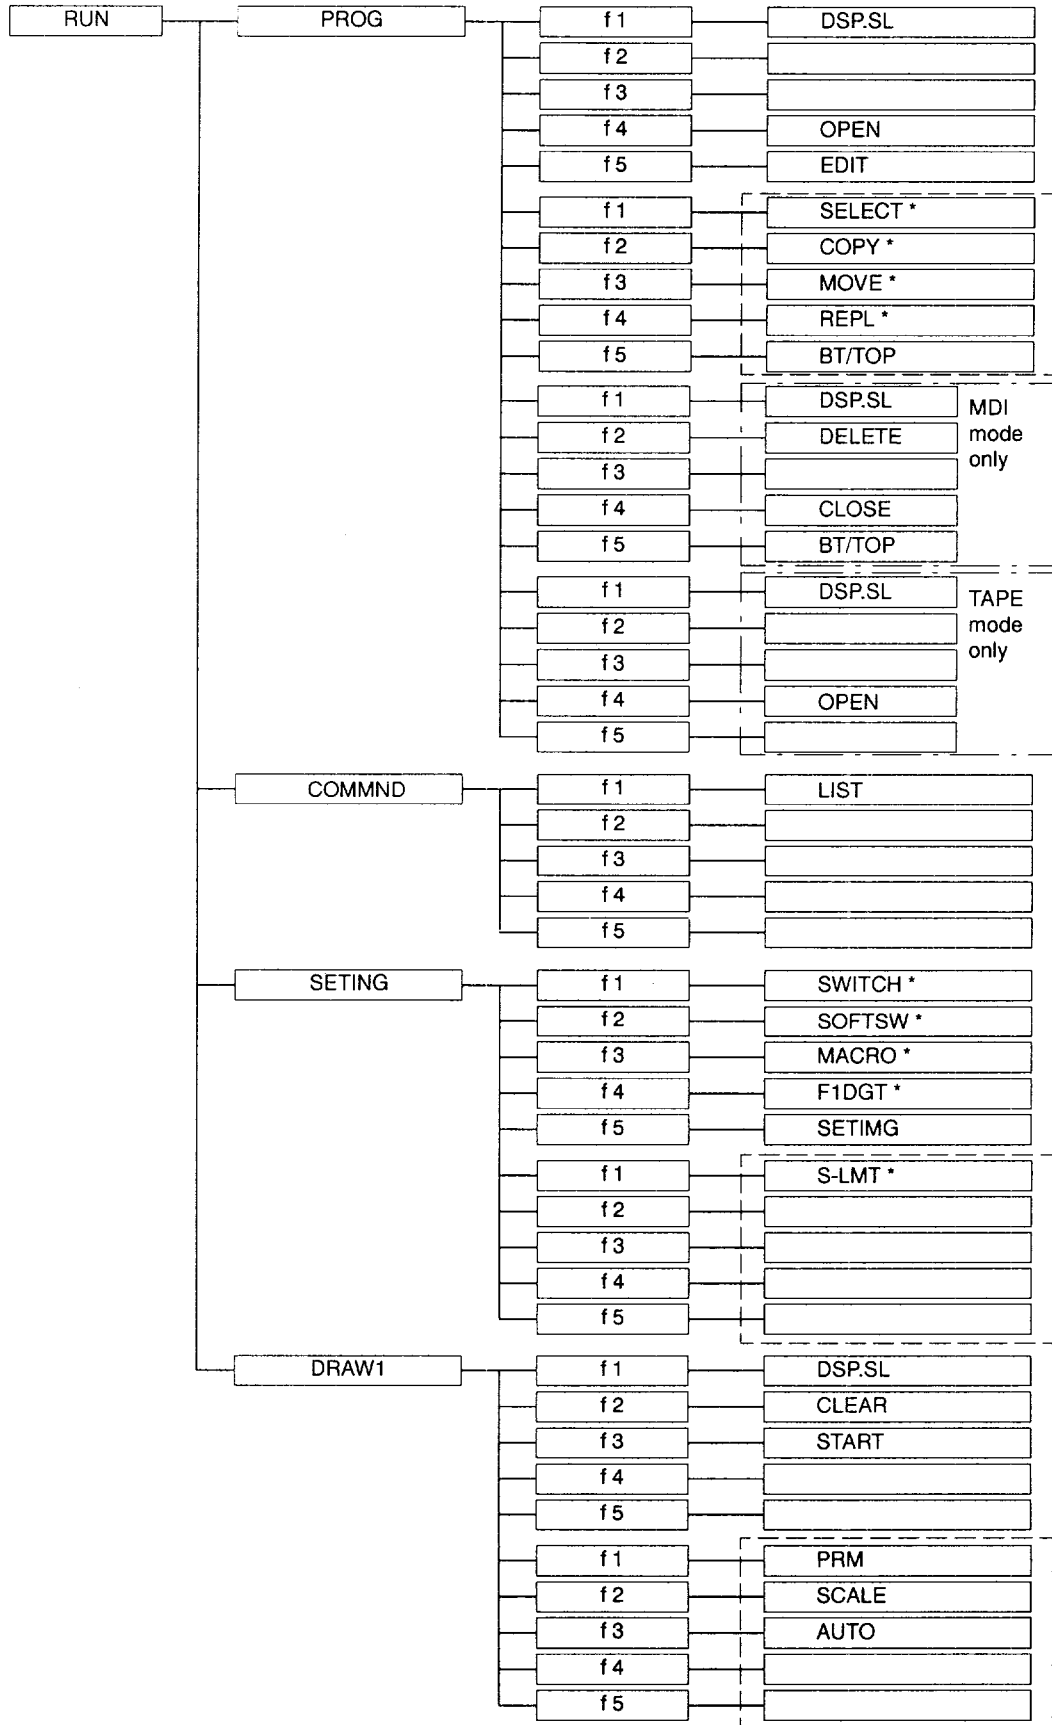 RUN PROG f1 DSP.SL
f2
f3
f4 OPEN
f5 EDIT
f1 SELECT *
f2 COPY *
f3 MOVE *
f4 REPL *
f5 BT/TOP
f1 DSP.SL MDI
f2 DELETE mode
f3 only
f4 CLOSE
f5 BT/TOP
f1 DSP.SL TAPE
f2 mode
f3 only
f4 OPEN
f5
COMMND f1 LIST
f2
f3
f4
f5
SETING f1 SWITCH *
f2 SOFTSW *
f3 MACRO *
f4 F1DGT *
f5 SETIMG
f1 S-LMT *
f2
f3
f4
f5
DRAW1 f1 DSP.SL
f2 CLEAR
f3 START
f4
f5
f1 PRM
f2 SCALE
f3 AUTO
f4
f5